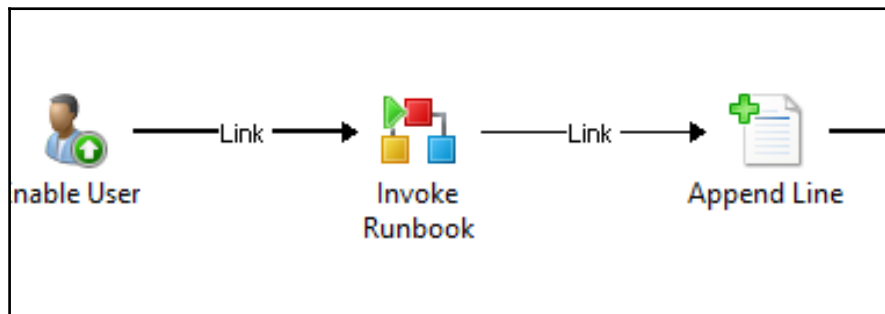 Link
Link
nable User
Invoke
Runbook
Append Line